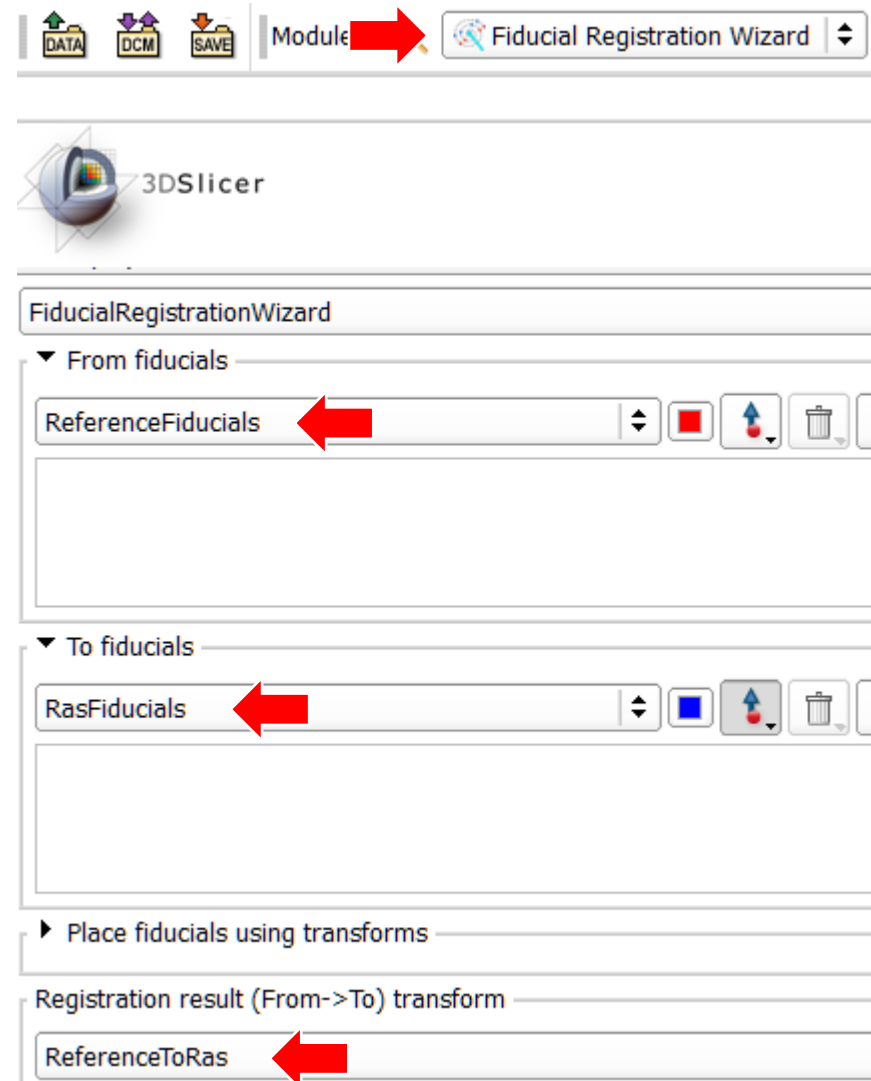 DATA DCM SAVE Module Fiducial Registration Wizard
3DSlicer
FiducialRegistrationWizard
From fiducials
ReferenceFiducials
To fiducials
RasFiducials
Place fiducials using transforms
Registration result (From->To) transform
ReferenceToRas